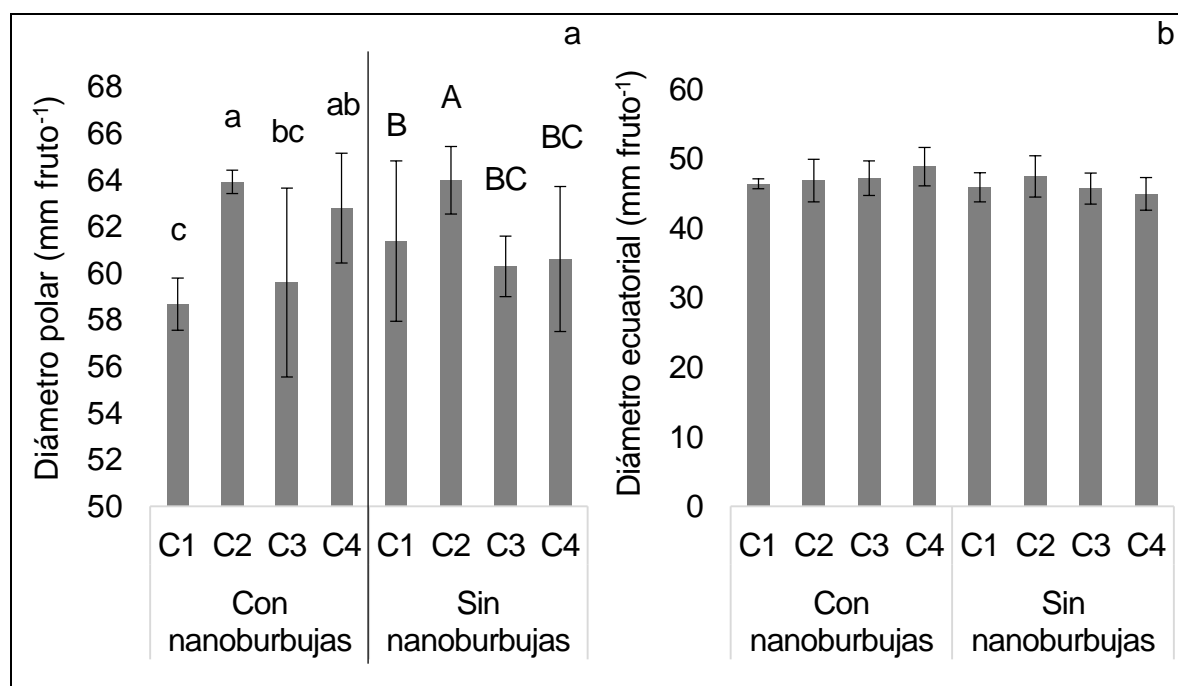 a
Diámetro polar (mm fruto-1)
68
66
64
62
60
58
56
54
52
50
c
a
bc
ab
B
A
BC
BC
C1 C2 C3 C4 C1 C2 C3 C4
Con
nanoburbujas
Sin
nanoburbujas
b
Diámetro ecuatorial (mm fruto-1)
60
50
40
30
20
10
0
C1 C2 C3 C4 C1 C2 C3 C4
Con
nanoburbujas
Sin
nanoburbujas